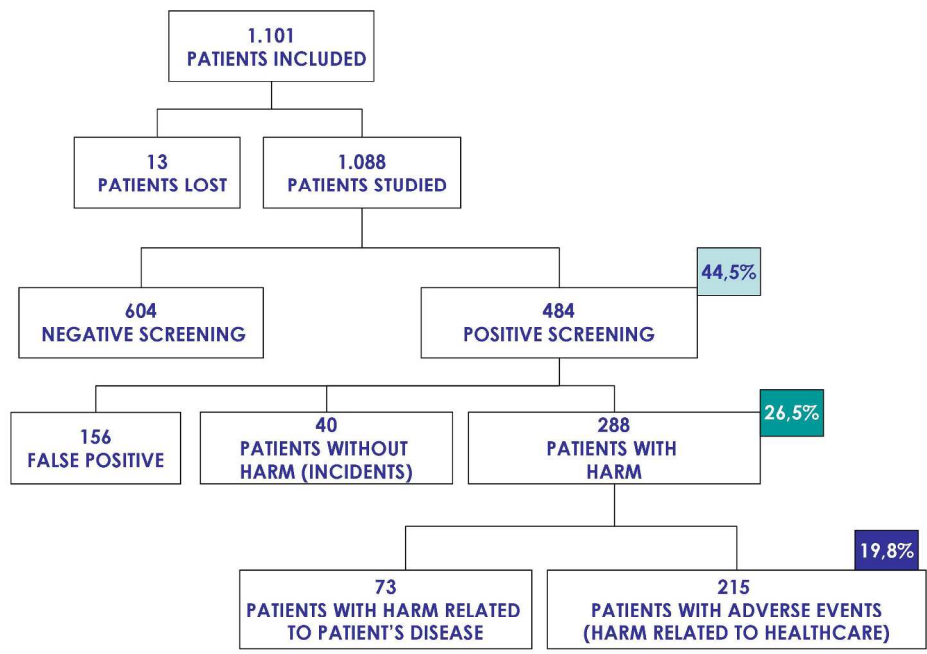 1.101
PATIENTS INCLUDED
13
PATIENTS LOST
1.088
PATIENTS STUDIED
44,5%
604
NEGATIVE SCREENING
484
POSITIVE SCREENING
26,5%
156
FALSE POSITIVE
40
PATIENTS WITHOUT
HARM (INCIDENTS)
288
PATIENTS WITH
HARM
19,8%
73
PATIENTS WITH HARM RELATED
TO PATIENT'S DISEASE
215
PATIENTS WITH ADVERSE EVENTS
(HARM RELATED TO HEALTHCARE)